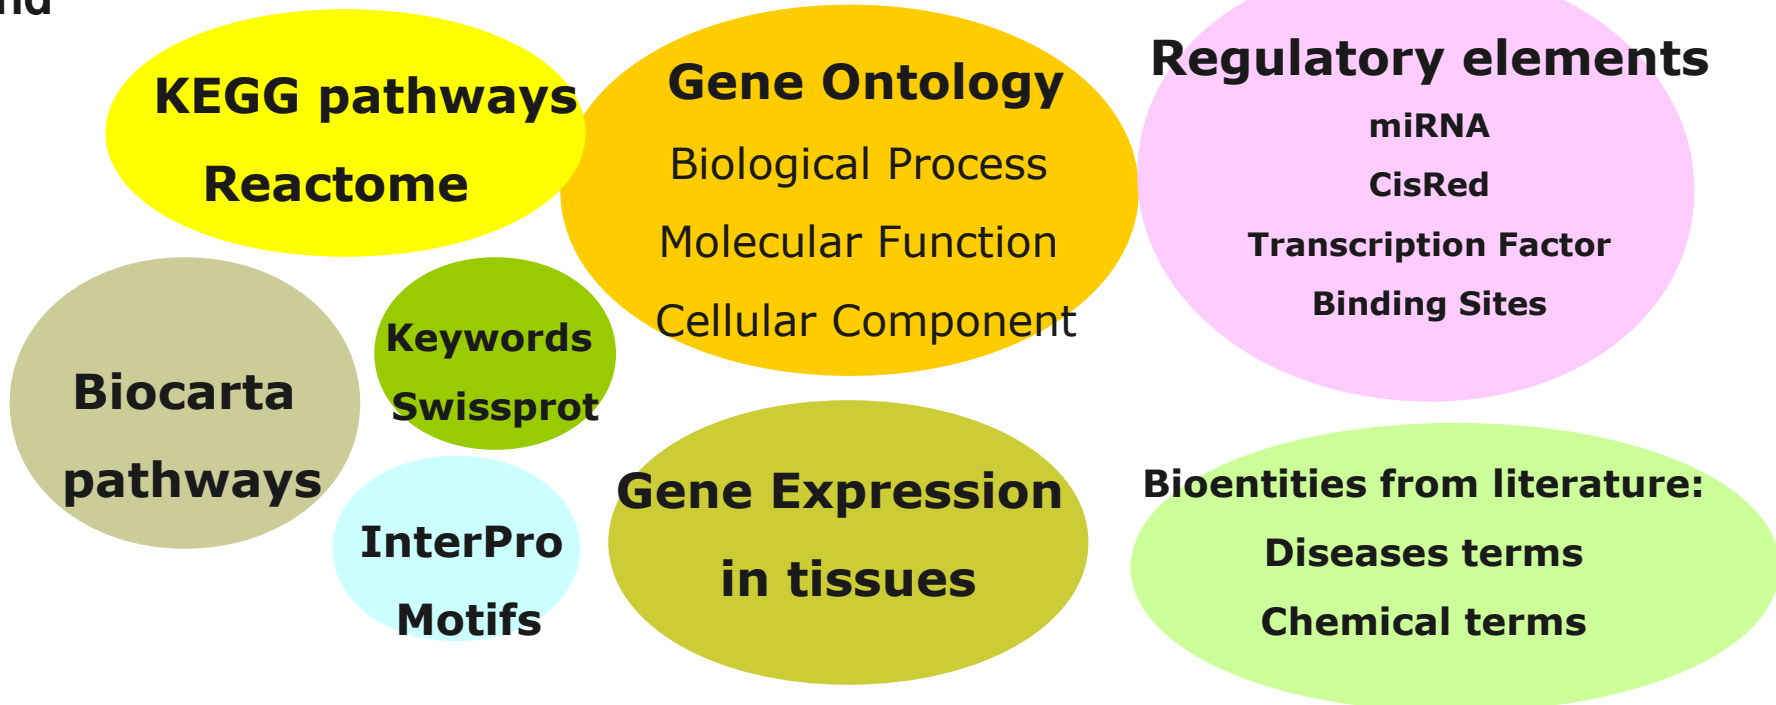 KEGG pathways
Reactome
Gene Ontology
Biological Process
Molecular Function
Cellular Component
Regulatory elements
miRNA
CisRed
Transcription Factor
Binding Sites
Biocarta
pathways
Keywords
Swissprot
InterPro
Motifs
Gene Expression
in tissues
Bioentities from literature:
Diseases terms
Chemical terms